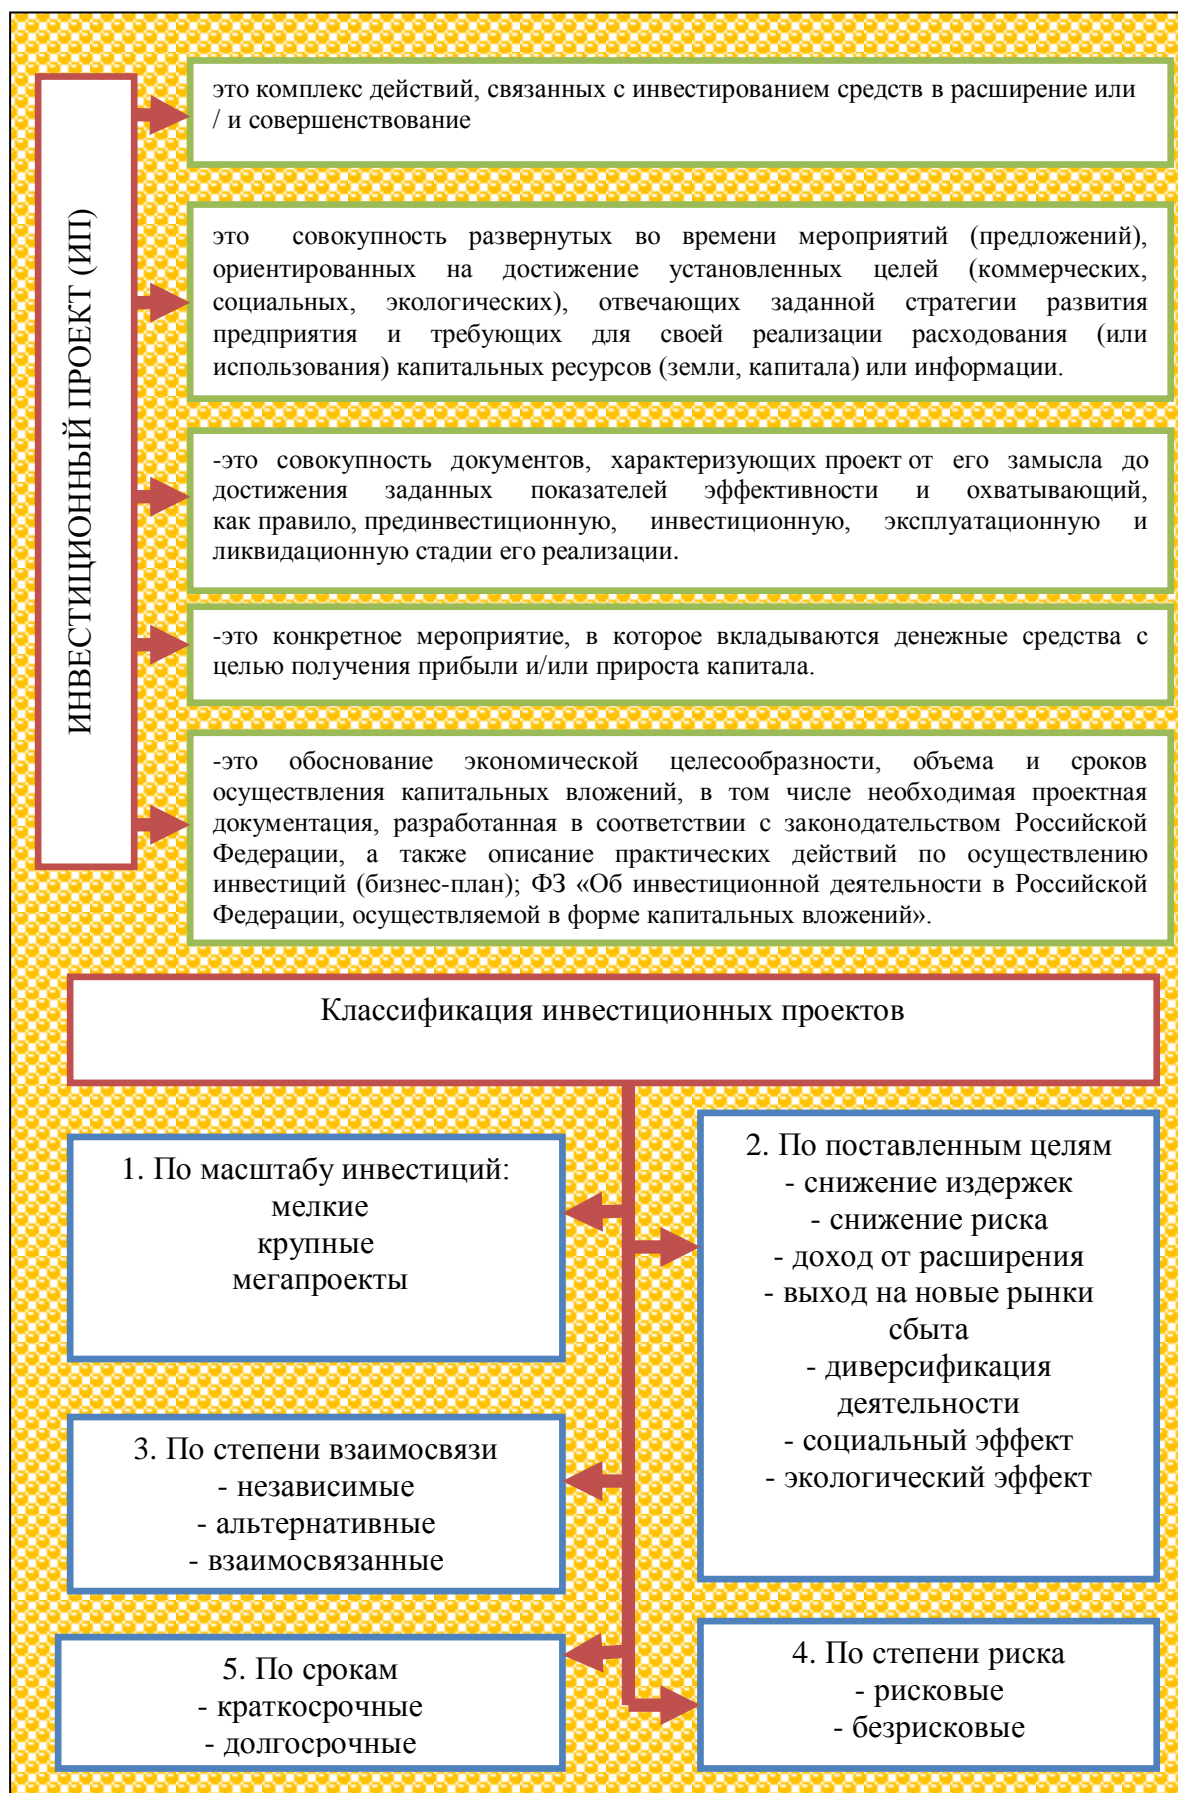 ИНВЕСТИЦИОННЫЙ ПРОЕКТ (ИП)
это комплекс действий, связанных с инвестированием средств в расширение или
/ и совершенствование
это совокупность развернутых во времени мероприятий (предложений),
ориентированных на достижение установленных целей (коммерческих,
социальных, экологических), отвечающих заданной стратегии развития
предприятия и требующих для своей реализации расходования (или
использования) капитальных ресурсов (земли, капитала) или информации.
-это совокупность документов, характеризующих проект от его замысла до
достижения заданных показателей эффективности и охватывающий,
как правило, прединвестиционную, инвестиционную, эксплуатационную и
ликвидационную стадии его реализации.
-это конкретное мероприятие, в которое вкладываются денежные средства с
целью получения прибыли и/или прироста капитала.
-это обоснование экономической целесообразности, объема и сроков
осуществления капитальных вложений, в том числе необходимая проектная
документация, разработанная в соответствии с законодательством Российской
Федерации, а также описание практических действий по осуществлению
инвестиций (бизнес-план); ФЗ «Об инвестиционной деятельности в Российской
Федерации, осуществляемой в форме капитальных вложений».
Классификация инвестиционных проектов
1. По масштабу инвестиций:
мелкие
крупные
мегапроекты
2. По поставленным целям
- снижение издержек
- снижение риска
- доход от расширения
- выход на новые рынки
сбыта
- диверсификация
деятельности
- социальный эффект
- экологический эффект
3. По степени взаимосвязи
- независимые
- альтернативные
- взаимосвязанные
4. По степени риска
- рисковые
- безрисковые
5. По срокам
- краткосрочные
- долгосрочные